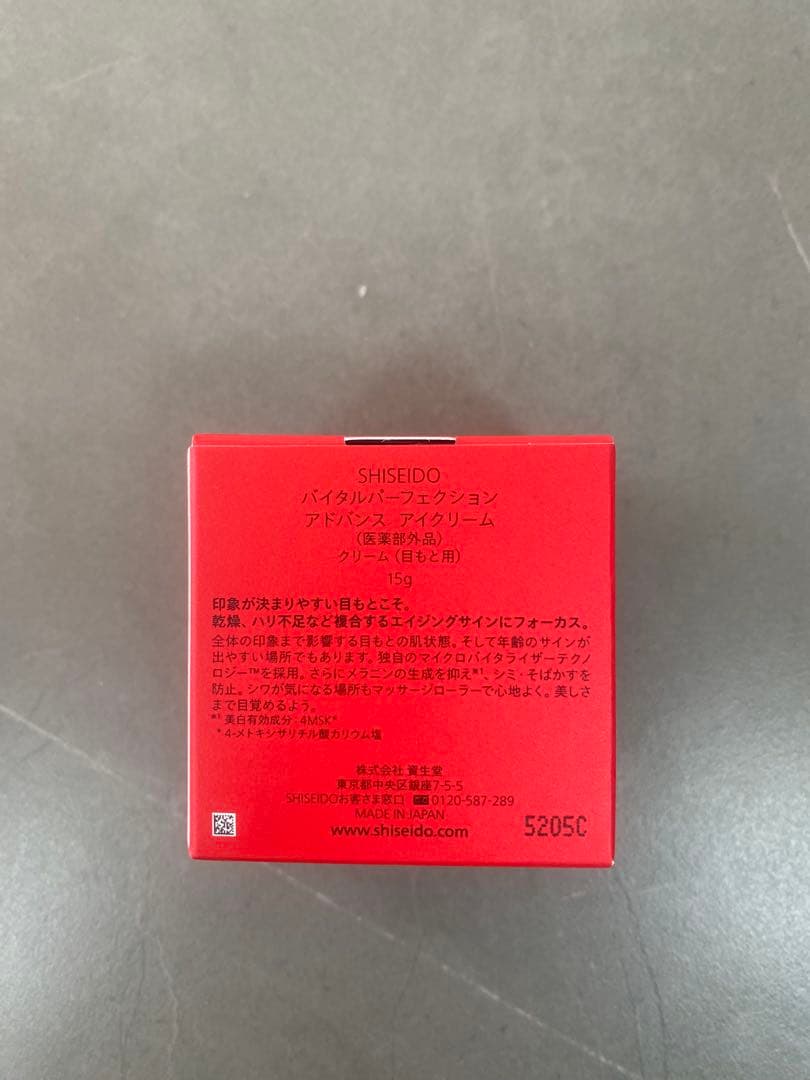 SHISEIDO
バイタルパーフェクション
アドバンス アイクリーム
（医薬部外品）
クリーム（目もと用）
15g
印象が決まりやすい目もとこそ。
乾燥、ハリ不足など複合するエイジングサインにフォーカス。
全体の印象まで影響する目もとの肌状態。そして年齢のサインが
出やすい場所でもあります。独自のマイクロバイタライザーテクノ
ロジー™を採用。さらにメラニンの生成を抑え※1、シミ・そばかすを
防止。シワが気になる場所もマッサージローラーで心地よく。美しさ
まで目覚めるよう。
※1 美白有効成分：4MSK*
* 4-メトキシサリチル酸カリウム塩
株式会社 資生堂
東京都中央区銀座7-5-5
SHISEIDOお客さま窓口 0120-587-289
MADE IN JAPAN
www.shiseido.com
5205C